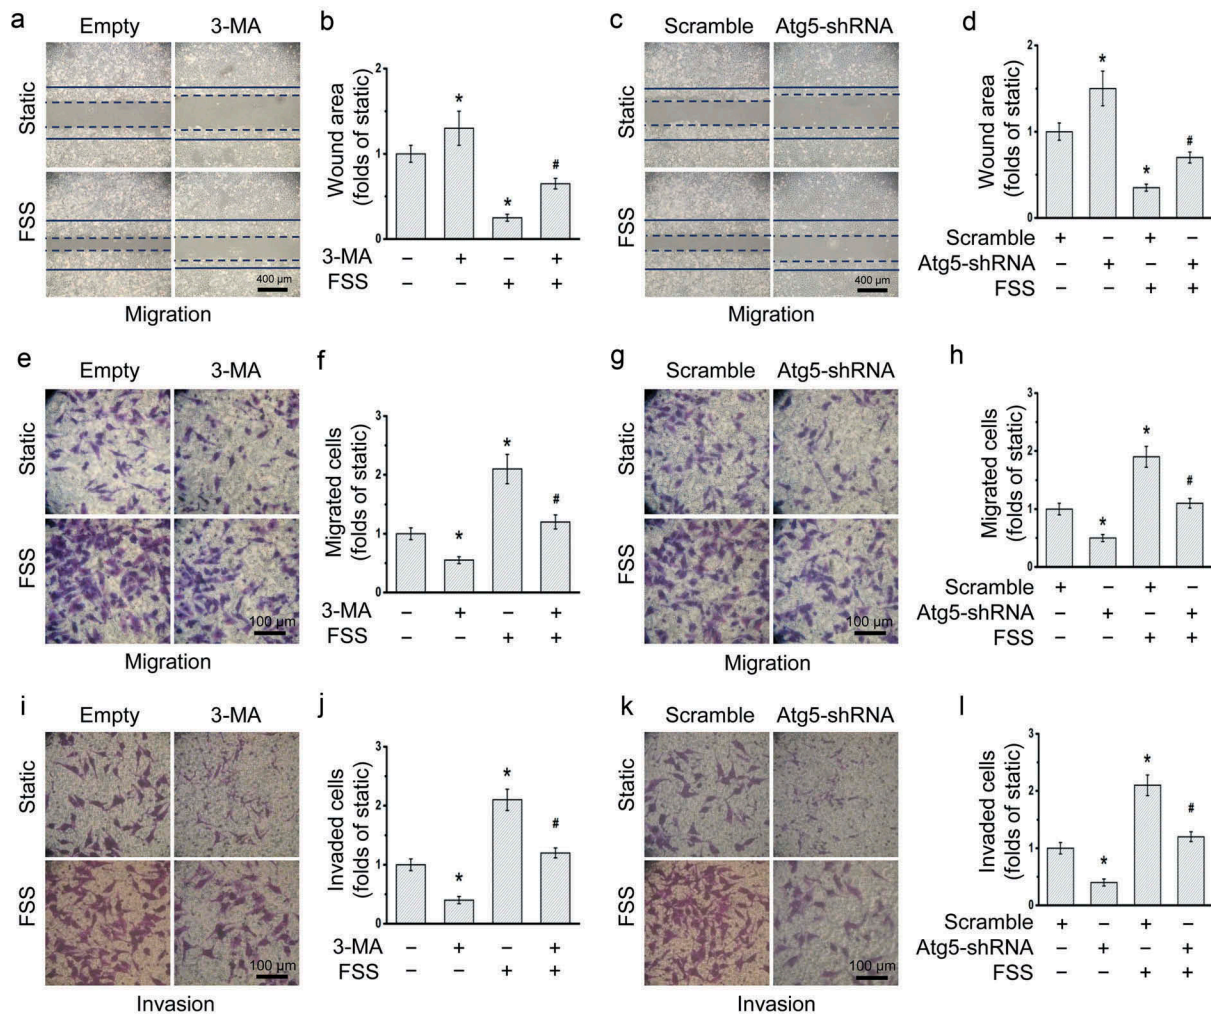 a
Empty
3-MA
Static
FSS
400 μm
Migration
b
Wound area
(folds of static)
2
1
0
* * #
3-MA – + – +
FSS – – + +
c
Scramble
Atg5-shRNA
Static
FSS
400 μm
Migration
d
Wound area
(folds of static)
2
1
0
* * #
Scramble + – + –
Atg5-shRNA – + – +
FSS – – + +
e
Empty
3-MA
Static
FSS
100 μm
Migration
f
Migrated cells
(folds of static)
3
2
1
0
* * #
3-MA – + – +
FSS – – + +
g
Scramble
Atg5-shRNA
Static
FSS
100 μm
Migration
h
Migrated cells
(folds of static)
3
2
1
0
* * #
Scramble + – + –
Atg5-shRNA – + – +
FSS – – + +
i
Empty
3-MA
Static
FSS
100 μm
Invasion
j
Invaded cells
(folds of static)
3
2
1
0
* * #
3-MA – + – +
FSS – – + +
k
Scramble
Atg5-shRNA
Static
FSS
100 μm
Invasion
l
Invaded cells
(folds of static)
3
2
1
0
* * #
Scramble + – + –
Atg5-shRNA – + – +
FSS – – + +